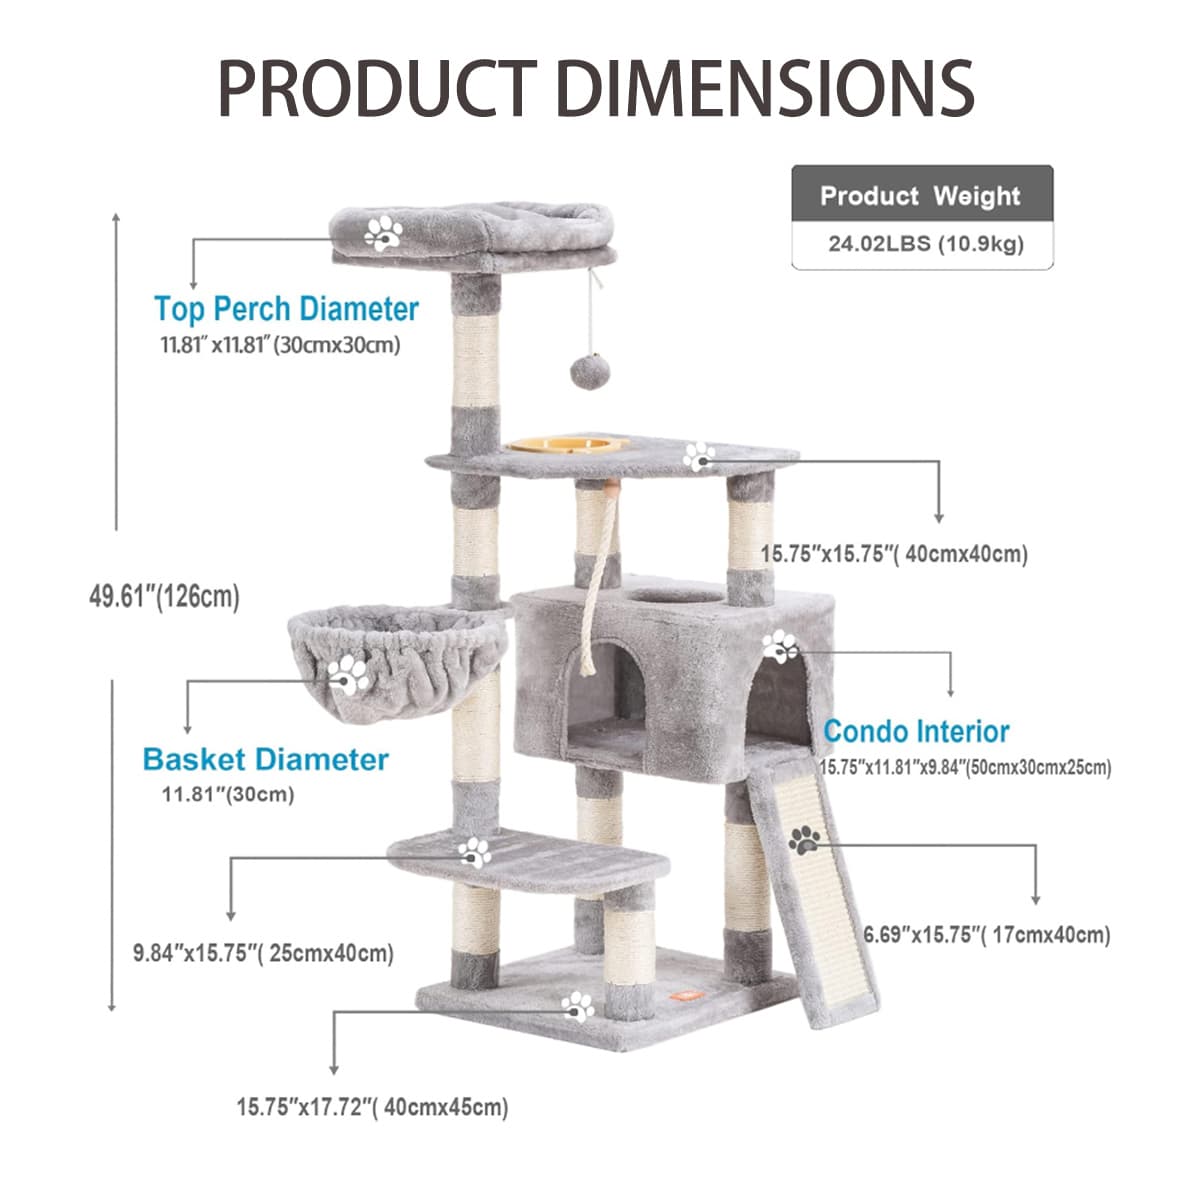 PRODUCT DIMENSIONS
Product Weight
24.02LBS (10.9kg)
Top Perch Diameter
11.81" x11.81" (30cmx30cm)
15.75"x15.75"( 40cmx40cm)
49.61"(126cm)
Condo Interior
15.75"x11.81"x9.84"(50cmx30cmx25cm)
Basket Diameter
11.81"(30cm)
9.84"x15.75"( 25cmx40cm)
6.69"x15.75"( 17cmx40cm)
15.75"x17.72"( 40cmx45cm)